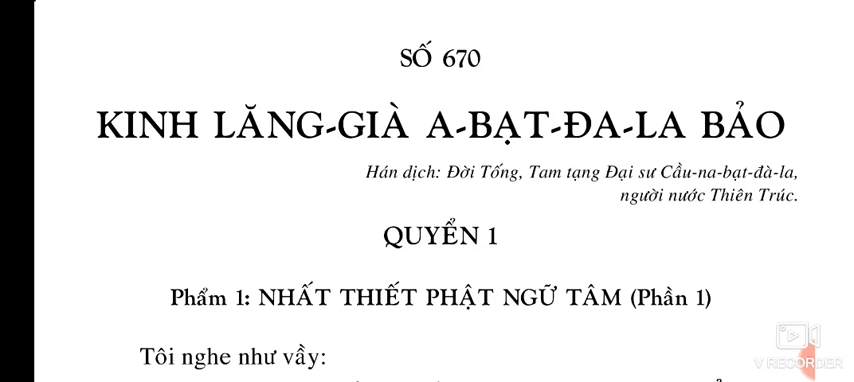 SỐ 670
KINH LĂNG-GIÀ A-BẠT-ĐA-LA BẢO
Hán dịch: Đời Tống, Tam tạng Đại sư Cầu-na-bạt-đà-la,
người nước Thiên Trúc.
QUYỂN 1
Phẩm 1: NHẤT THIẾT PHẬT NGỮ TÂM (Phần 1)
Tôi nghe như vầy:
V RECORDER